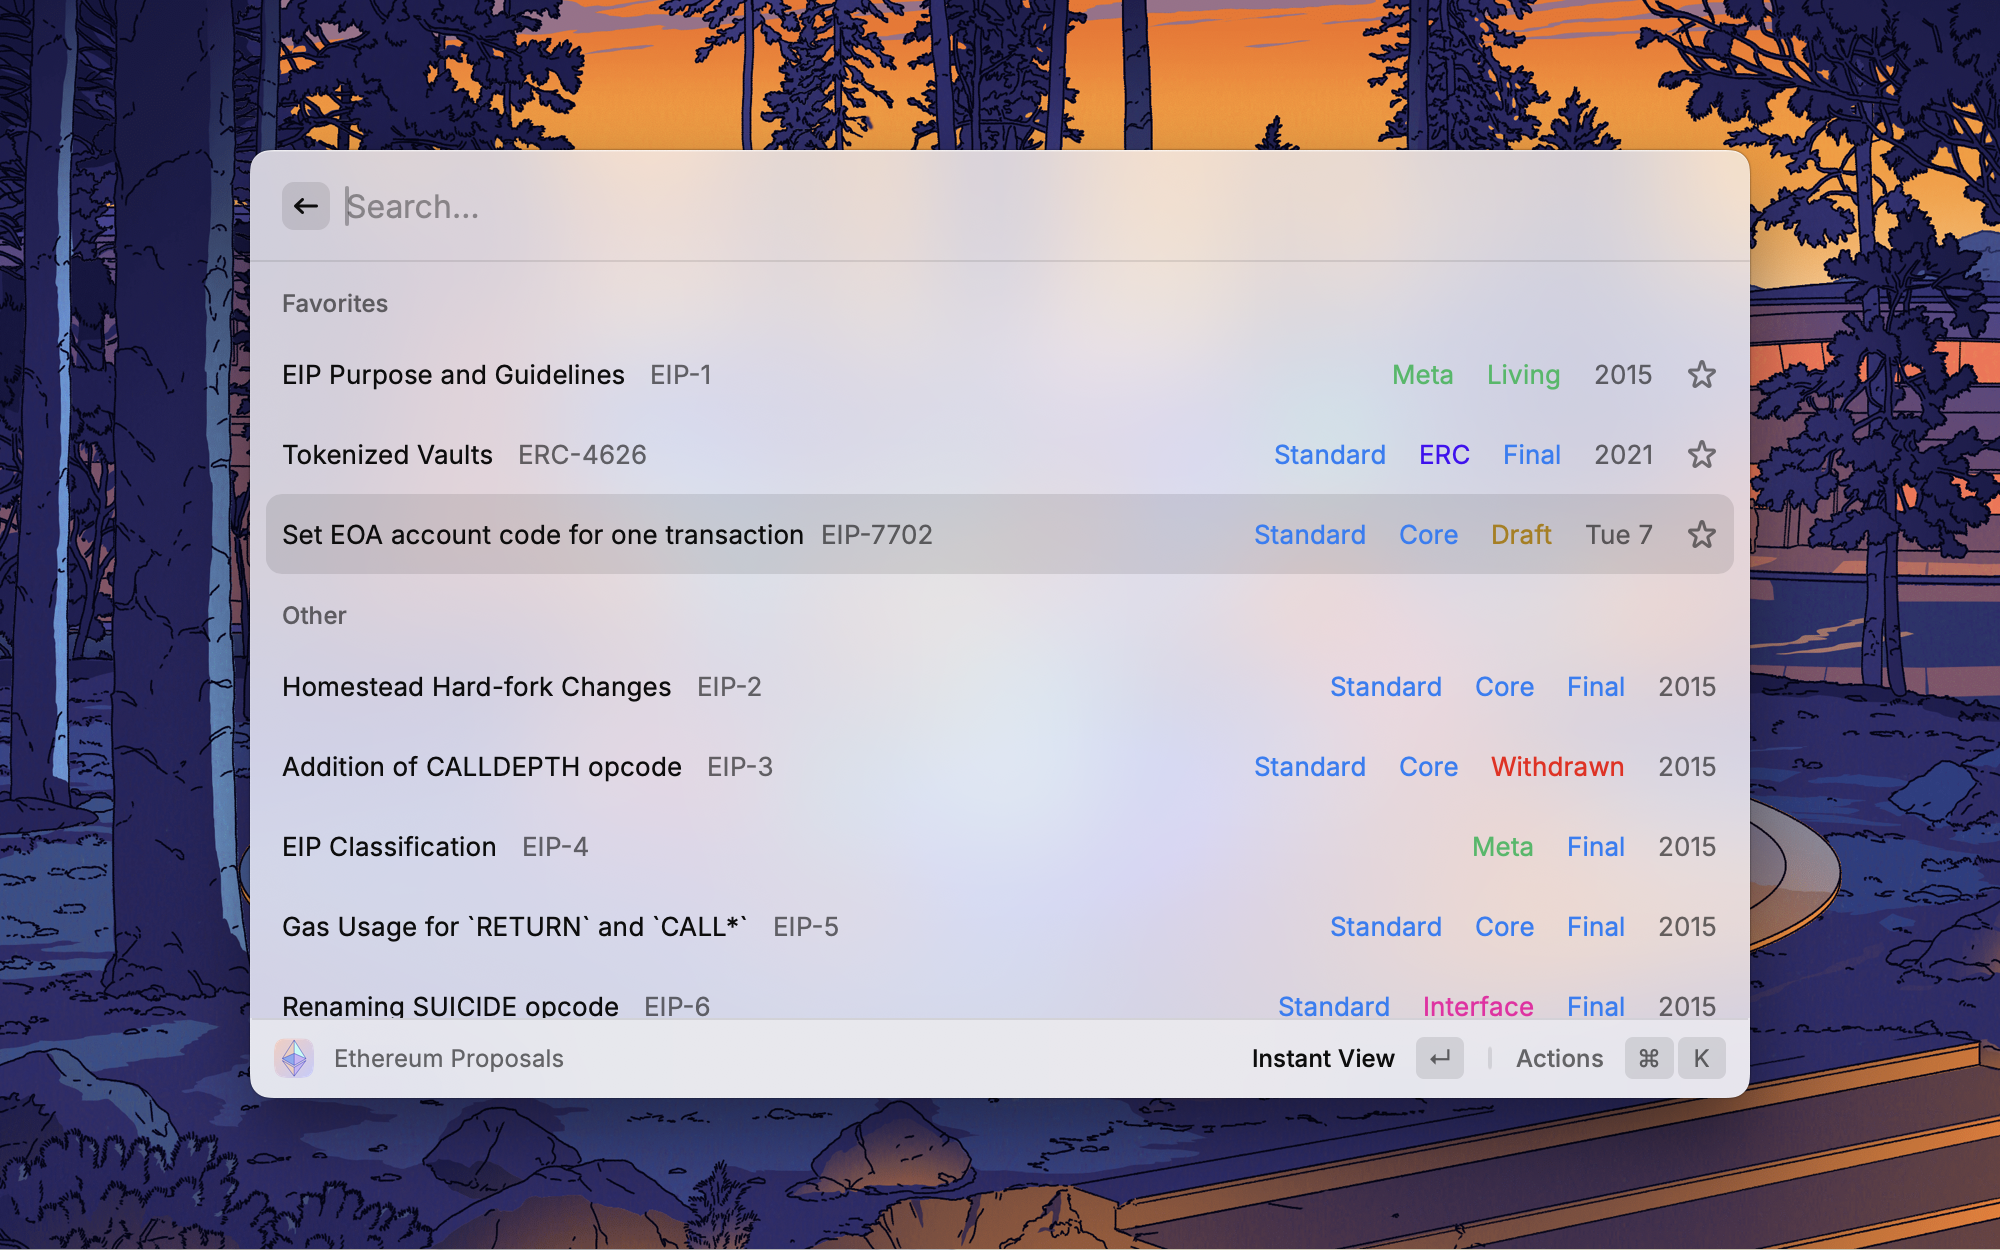 Search...
Favorites
EIP Purpose and Guidelines EIP-1 Meta Living 2015
Tokenized Vaults ERC-4626 Standard ERC Final 2021
Set EOA account code for one transaction EIP-7702 Standard Core Draft Tue 7
Other
Homestead Hard-fork Changes EIP-2 Standard Core Final 2015
Addition of CALLDEPTH opcode EIP-3 Standard Core Withdrawn 2015
EIP Classification EIP-4 Meta Final 2015
Gas Usage for `RETURN` and `CALL*` EIP-5 Standard Core Final 2015
Renaming SUICIDE opcode EIP-6 Standard Interface Final 2015
Ethereum Proposals Instant View ↵ Actions ⌘ K